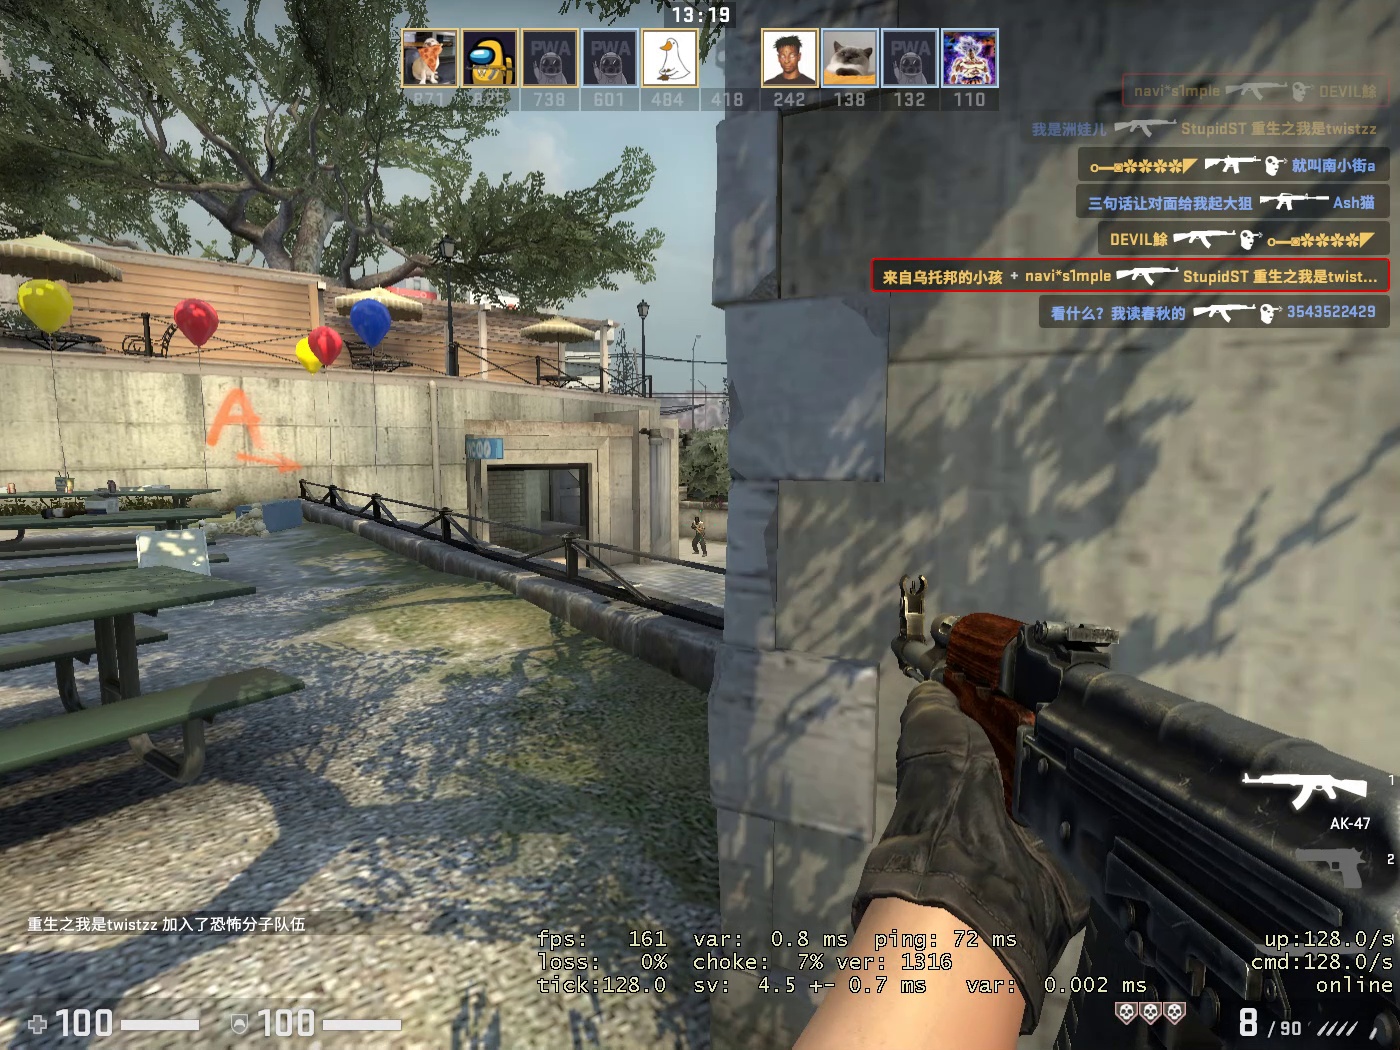 13:19
PWA PWA PWA
871 825 738 601 484 418 242 138 132 110
navi*s1mple DEVIL鮽
我是洲娃儿 StupidST 重生之我是twistzz
就叫南小街a
三句话让对面给我起大狙 Ash猫
DEVIL鮽
来自乌托邦的小孩 + navi*s1mple StupidST 重生之我是twist...
看什么？我读春秋的 3543522429
A
1
AK-47
2
重生之我是twistzz 加入了恐怖分子队伍
fps: 161 var: 0.8 ms ping: 72 ms up:128.0/s
loss: 0% choke: 7% ver: 1316 cmd:128.0/s
tick:128.0 sv: 4.5 +- 0.7 ms var: 0.002 ms online
100 100 8 / 90